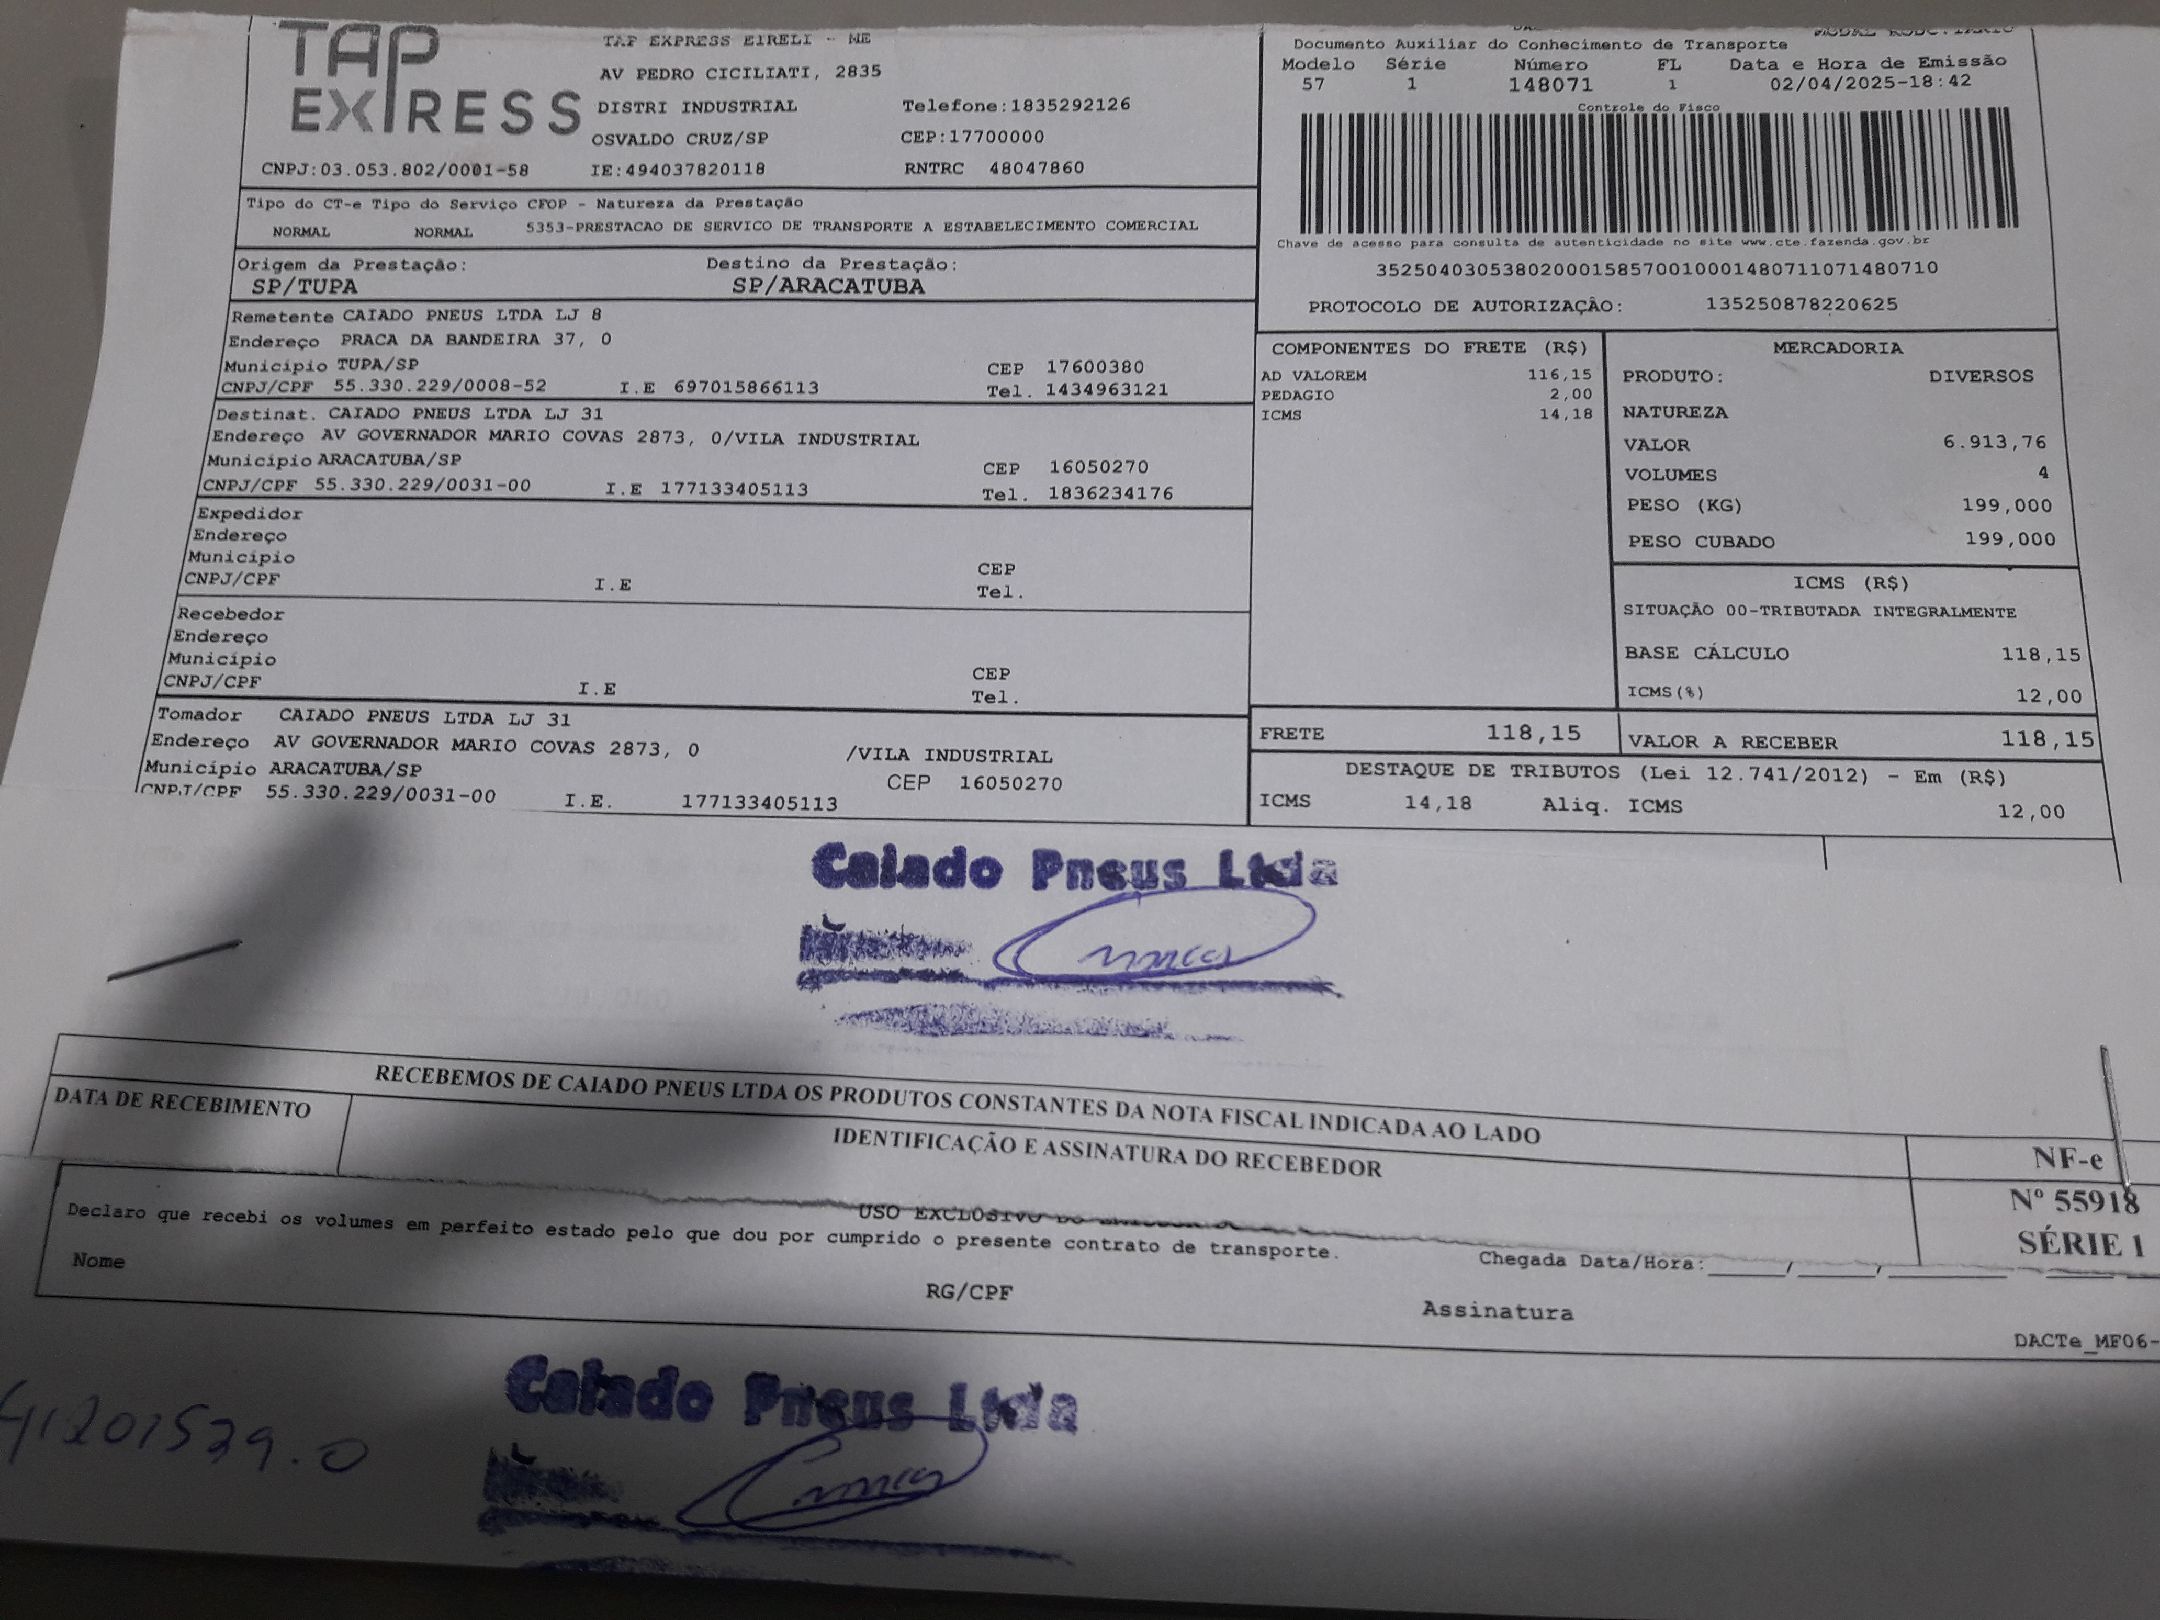 TAP
EXPRESS
TAP EXPRESS EIRELI - ME
AV PEDRO CICILIATI, 2835
DISTRI INDUSTRIAL Telefone:1835292126
OSVALDO CRUZ/SP CEP:17700000
CNPJ:03.053.802/0001-58 IE:494037820118 RNTRC 48047860
Documento Auxiliar do Conhecimento de Transporte
Modelo Série Número FL Data e Hora de Emissão
57 1 148071 1 02/04/2025-18:42
Controle do Fisco
Chave de acesso para consulta de autenticidade no site www.cte.fazenda.gov.br
35250403053802000158570010001480711071480710
PROTOCOLO DE AUTORIZAÇÃO: 135250878220625
Tipo do CT-e Tipo do Serviço CFOP - Natureza da Prestação
NORMAL NORMAL 5353-PRESTACAO DE SERVICO DE TRANSPORTE A ESTABELECIMENTO COMERCIAL
Origem da Prestação: Destino da Prestação:
SP/TUPA SP/ARACATUBA
Remetente CAIADO PNEUS LTDA LJ 8
Endereço PRACA DA BANDEIRA 37, 0
Município TUPA/SP CEP 17600380
CNPJ/CPF 55.330.229/0008-52 I.E 697015866113 Tel. 1434963121
Destinat. CAIADO PNEUS LTDA LJ 31
Endereço AV GOVERNADOR MARIO COVAS 2873, 0/VILA INDUSTRIAL
Município ARACATUBA/SP CEP 16050270
CNPJ/CPF 55.330.229/0031-00 I.E 177133405113 Tel. 1836234176
Expedidor
Endereço
Município CEP
CNPJ/CPF I.E Tel.
Recebedor
Endereço
Município CEP
CNPJ/CPF I.E Tel.
Tomador CAIADO PNEUS LTDA LJ 31
Endereço AV GOVERNADOR MARIO COVAS 2873, 0 /VILA INDUSTRIAL
Município ARACATUBA/SP CEP 16050270
CNPJ/CPF 55.330.229/0031-00 I.E. 177133405113
COMPONENTES DO FRETE (R$)
AD VALOREM 116,15
PEDAGIO 2,00
ICMS 14,18
MERCADORIA
PRODUTO: DIVERSOS
NATUREZA
VALOR 6.913,76
VOLUMES 4
PESO (KG) 199,000
PESO CUBADO 199,000
ICMS (R$)
SITUAÇÃO 00-TRIBUTADA INTEGRALMENTE
BASE CÁLCULO 118,15
ICMS(%) 12,00
FRETE 118,15 VALOR A RECEBER 118,15
DESTAQUE DE TRIBUTOS (Lei 12.741/2012) - Em (R$)
ICMS 14,18 Aliq. ICMS 12,00
Caiado Pneus Ltda
RECEBEMOS DE CAIADO PNEUS LTDA OS PRODUTOS CONSTANTES DA NOTA FISCAL INDICADA AO LADO
DATA DE RECEBIMENTO IDENTIFICAÇÃO E ASSINATURA DO RECEBEDOR
NF-e
Nº 55918
SÉRIE 1
USO EXCLUSIVO DO
Declaro que recebi os volumes em perfeito estado pelo que dou por cumprido o presente contrato de transporte.
Nome RG/CPF Assinatura
Chegada Data/Hora:
DACTe_MF06-
Caiado Pneus Ltda
41201529.0